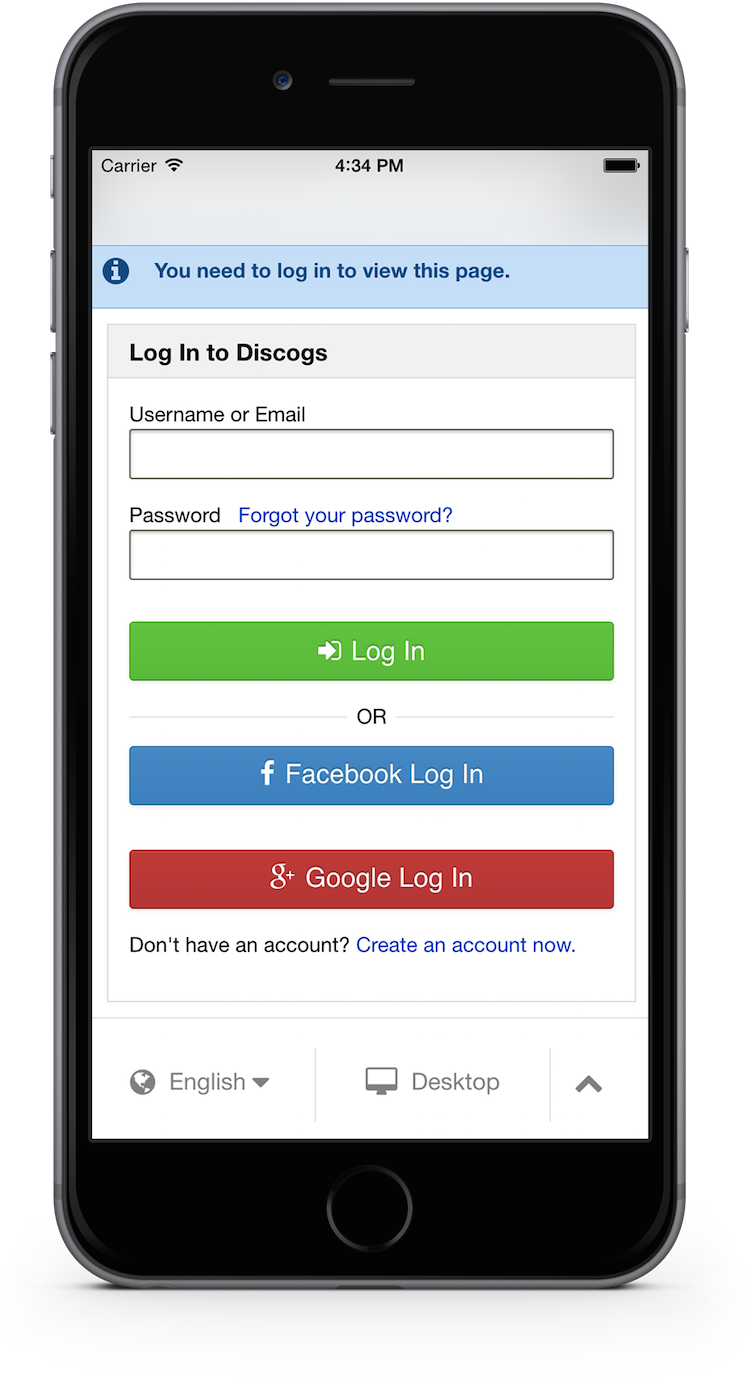 Carrier 4:34 PM
You need to log in to view this page.
Log In to Discogs
Username or Email
Password Forgot your password?
Log In
OR
Facebook Log In
Google Log In
Don't have an account? Create an account now.
English Desktop